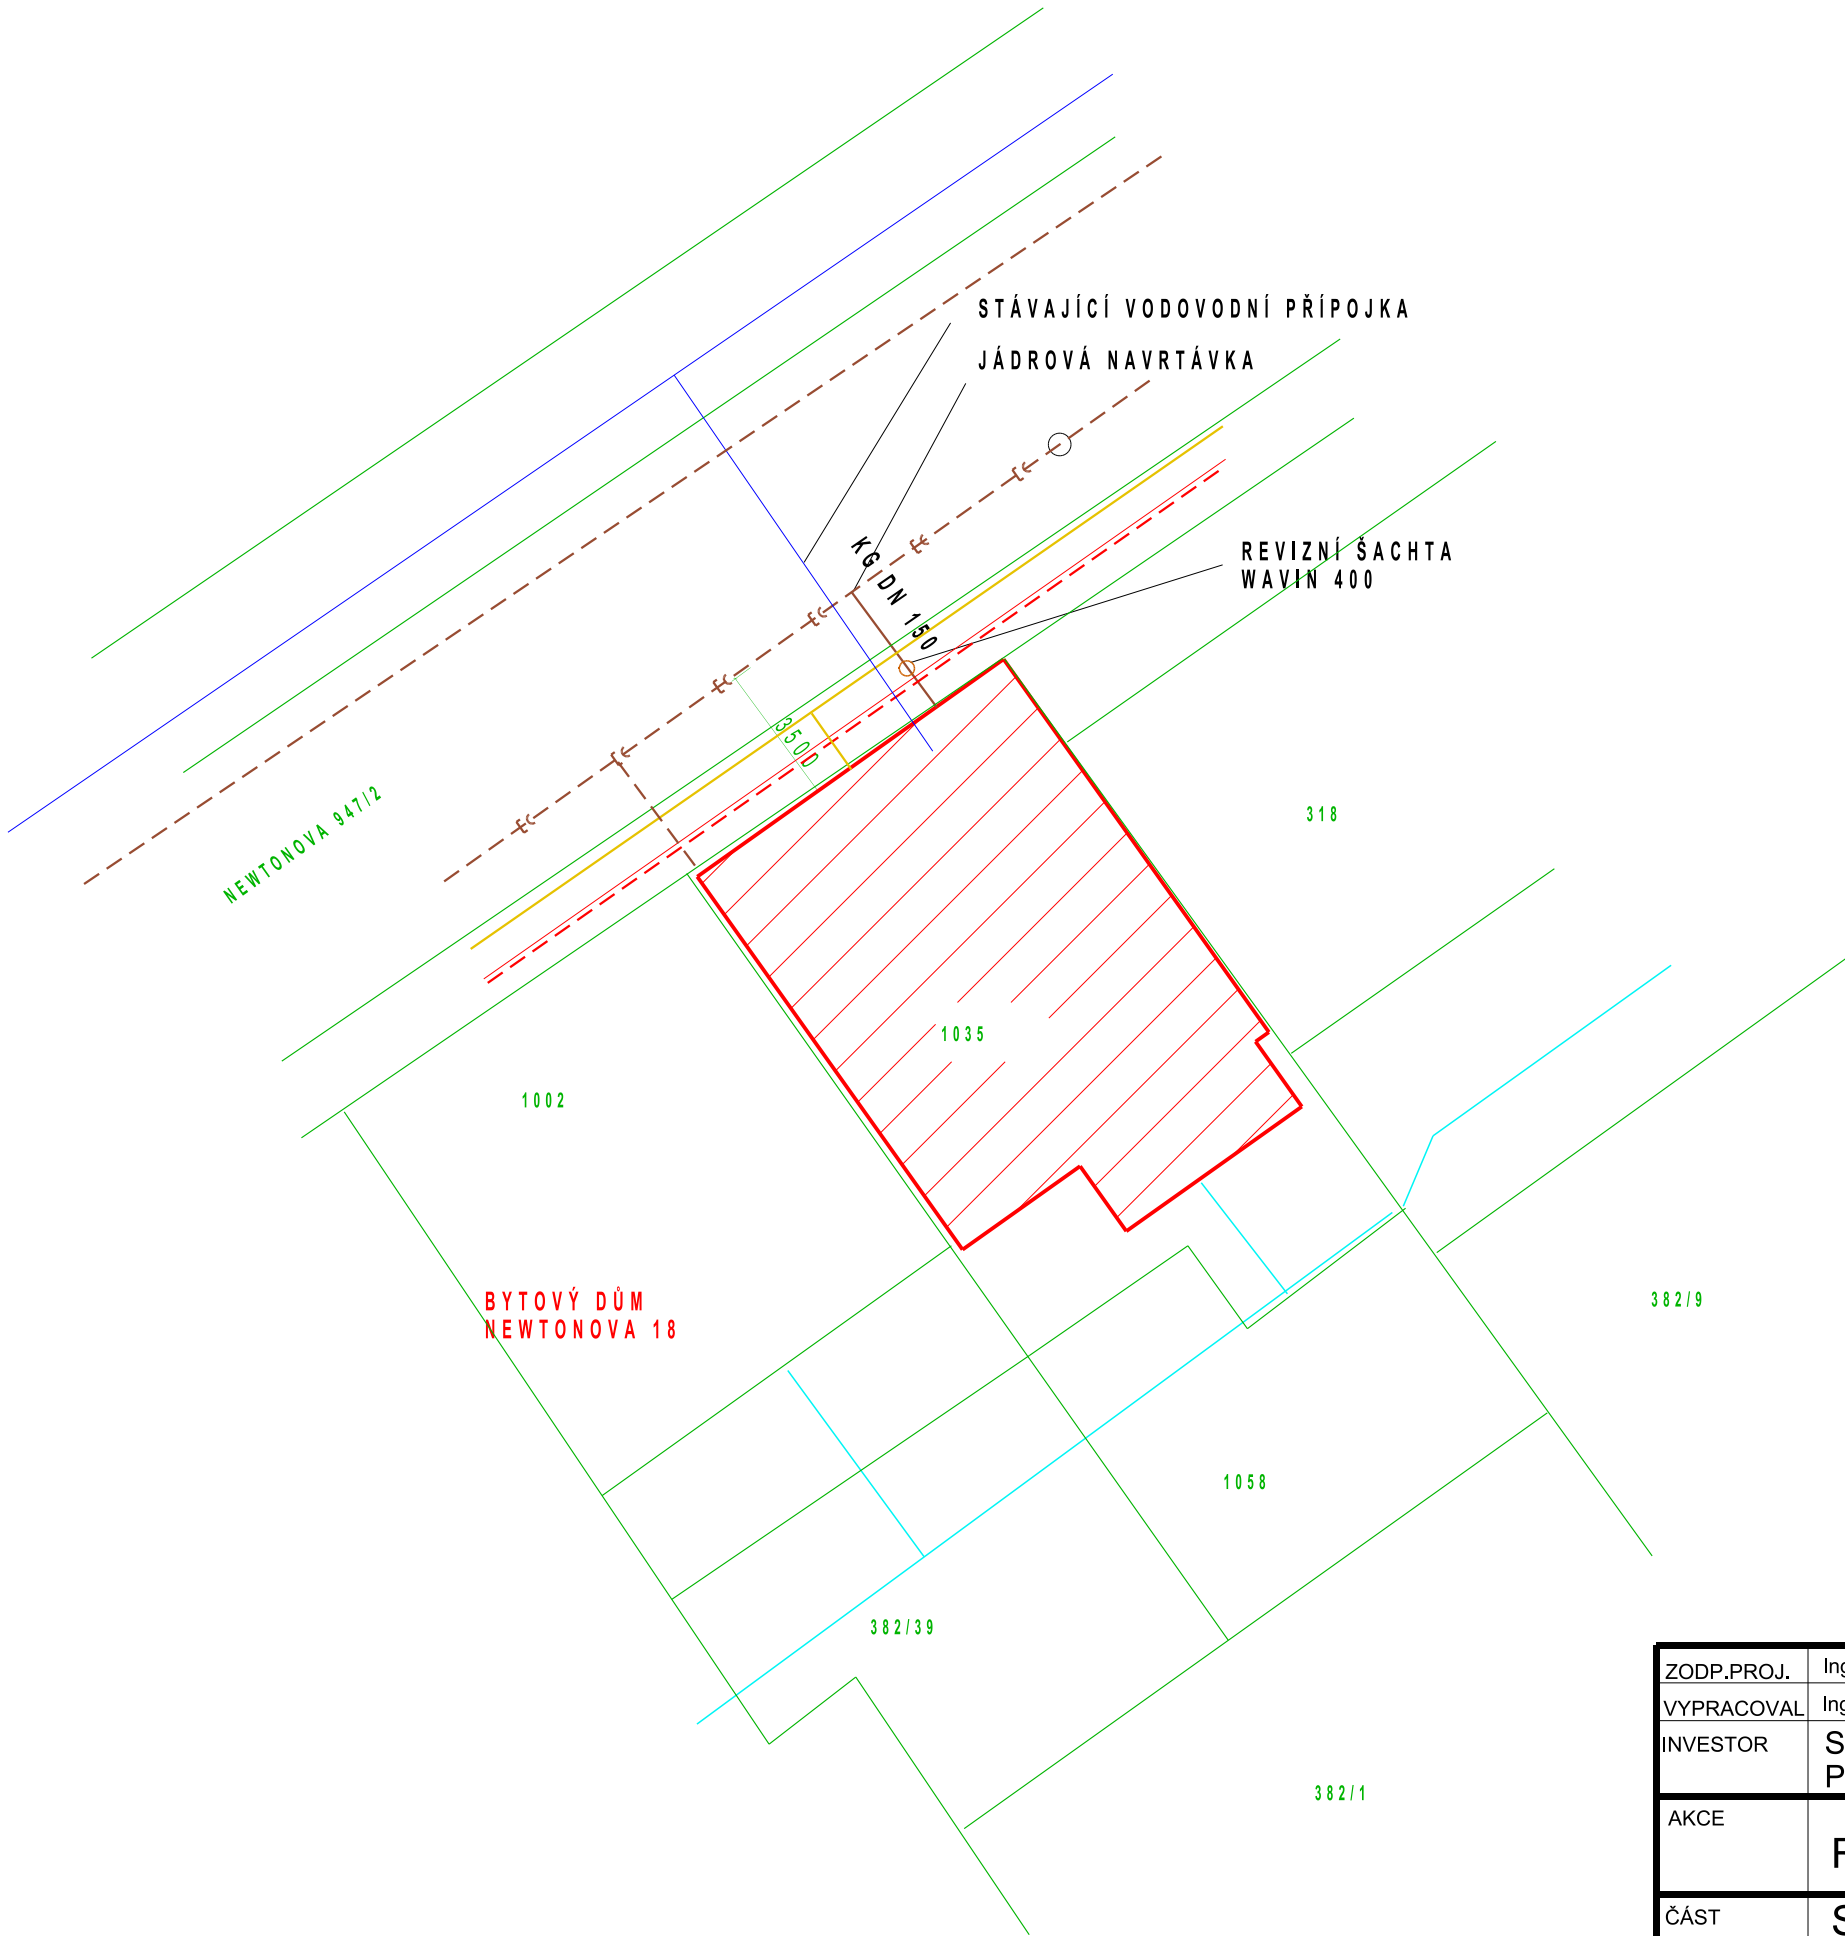 STÁVAJÍCÍ VODOVODNÍ PŘÍPOJKA
JÁDROVÁ NAVRTÁVKA
KG DN 150
REVIZNÍ ŠACHTA
WAVIN 400
3500
NEWTONOVA 947/2
318
1035
1002
BYTOVÝ DŮM
NEWTONOVA 18
382/9
1058
382/39
382/1
ZODP.PROJ.
VYPRACOVAL
INVESTOR
AKCE
ČÁST